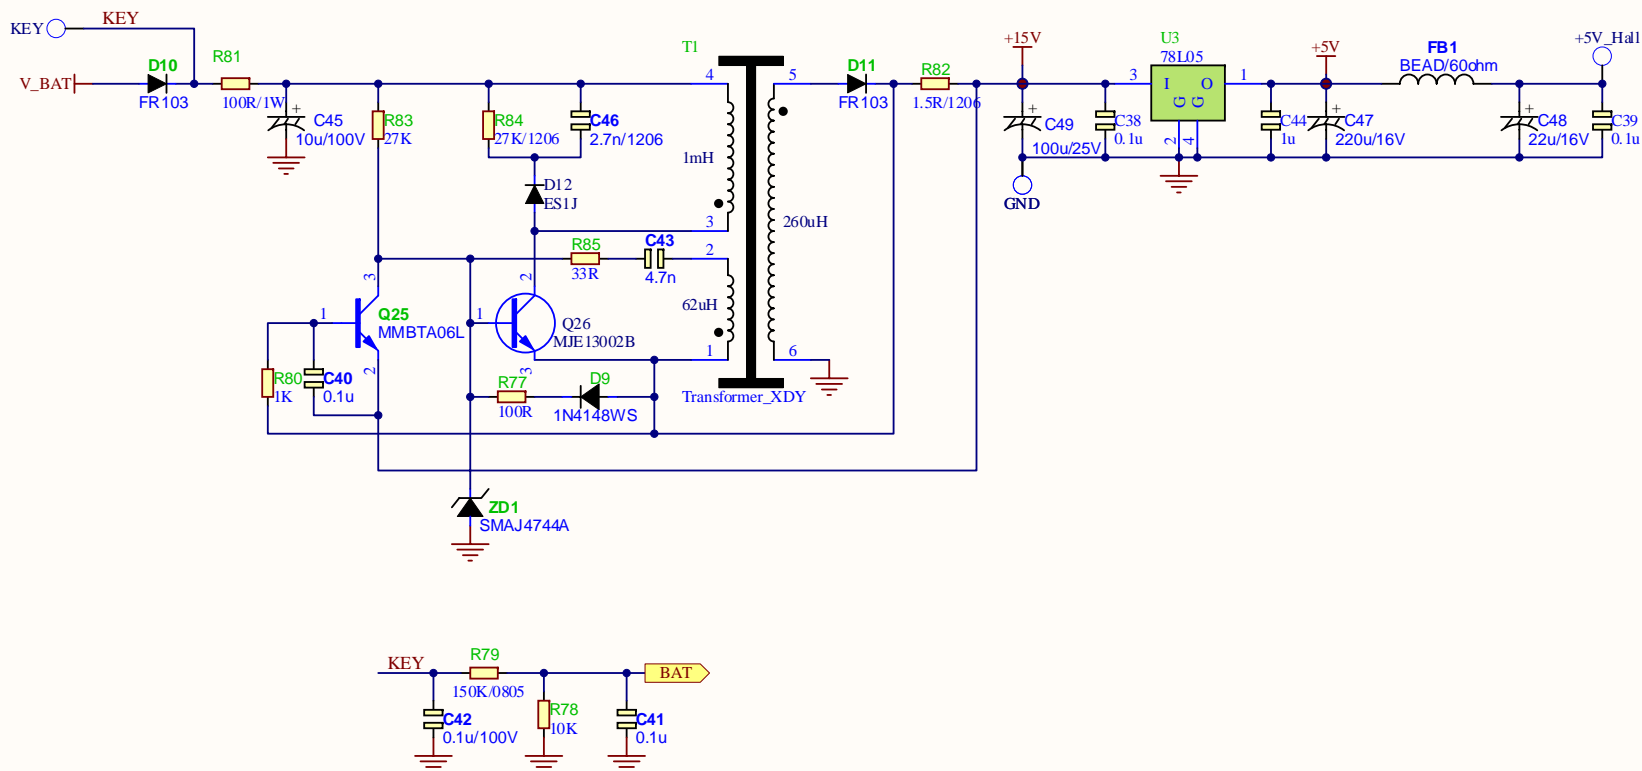 KEY
KEY
V_BAT
D10
FR103
R81
100R/1W
+
C45
10u/100V
R83
27K
R84
27K/1206
C46
2.7n/1206
D12
ES1J
T1
4
1mH
3
2
62uH
1
5
260uH
6
Transformer_XDY
R85
33R
C43
4.7n
3
1
2
Q25
MMBTA06L
2
1
3
Q26
MJE13002B
R80
1K
C40
0.1u
R77
100R
D9
1N4148WS
ZD1
SMAJ4744A
D11
FR103
R82
1.5R/1206
+15V
+
C49
100u/25V
GND
C38
0.1u
U3
78L05
3
I
O
G
G
1
2
4
C44
1u
+5V
+
C47
220u/16V
FB1
BEAD/60ohm
+
C48
22u/16V
+5V_Hall
C39
0.1u
KEY
R79
150K/0805
BAT
C42
0.1u/100V
R78
10K
C41
0.1u